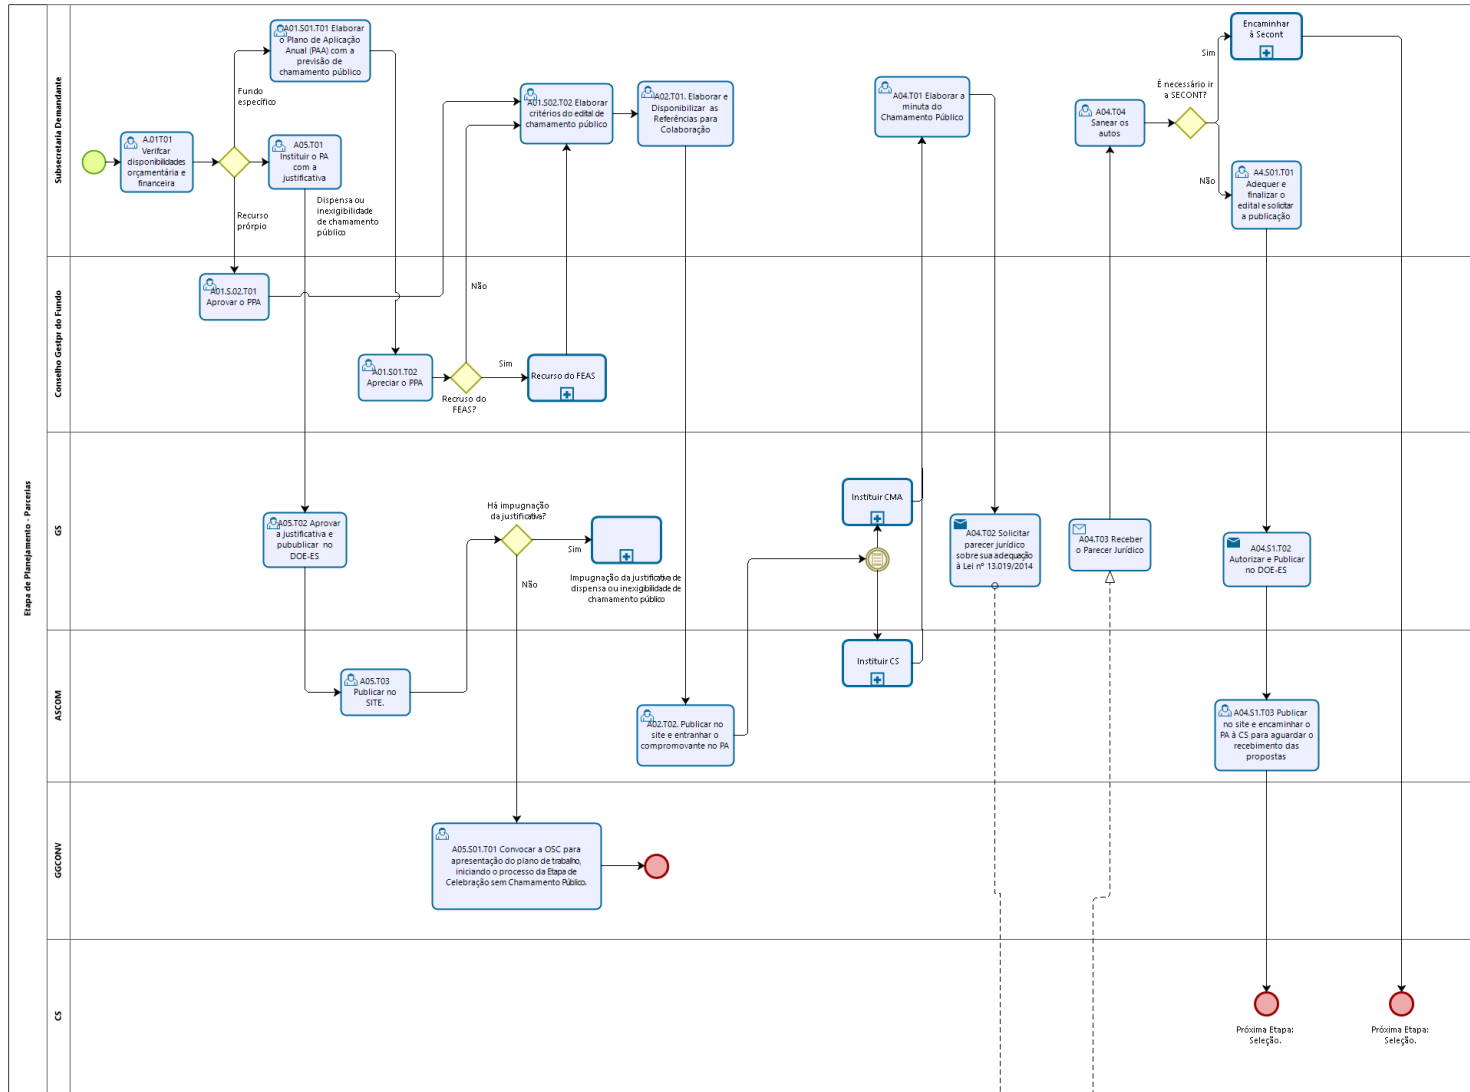 Etapa de Planejamento - Parcerias
Subsecretaria Demandante
A.01T01
Verifcar
disponibilidades
orçamentária e
financeira
A01.S01.T01 Elaborar
o Plano de Aplicação
Anual (PAA) com a
previsão de
chamamento público
Fundo
específico
A05.T01
Instituir o PA
com a
justificativa
Dispensa ou
inexigibilidade
de chamamento
público
Recurso
prórpio
A01.S02.T02 Elaborar
critérios do edital de
chamamento público
A02.T01. Elaborar e
Disponibilizar as
Referências para
Colaboração
A04.T01 Elaborar a
minuta do
Chamamento Público
A04.T04
Sanear os
autos
É necessário ir
a SECONT?
Sim
Encaminhar
à Secont
Não
A4.S01.T01
Adequer e
finalizar o
edital e solicitar
a publicação
Conselho Gestpr do Fundo
A01.S.02.T01
Aprovar o PPA
A01.S01.T02
Apreciar o PPA
Não
Recruso do
FEAS?
Sim
Recurso do FEAS
GS
A05.T02 Aprovar
a justificativa e
pubublicar no
DOE-ES
Há impugnação
da justificativa?
Sim
Não
Impugnação da justificativa de
dispensa ou inexigibilidade de
chamamento público
Instituir CMA
A04.T02 Solicitar
parecer jurídico
sobre sua adequação
à Lei nº 13.019/2014
A04.T03 Receber
o Parecer Jurídico
A04.S1.T02
Autorizar e Publicar
no DOE-ES
ASCOM
A05.T03
Publicar no
SITE.
A02.T02. Publicar no
site e entranhar o
compromovante no PA
Instituir CS
A04.S1.T03 Publicar
no site e encaminhar o
PA à CS para aguardar o
recebimento das
propostas
GGCONV
A05.S01.T01 Convocar a OSC para
apresentação do plano de trabalho,
iniciando o processo da Etapa de
Celebração sem Chamamento Público.
CS
Próxima Etapa:
Seleção.
Próxima Etapa:
Seleção.